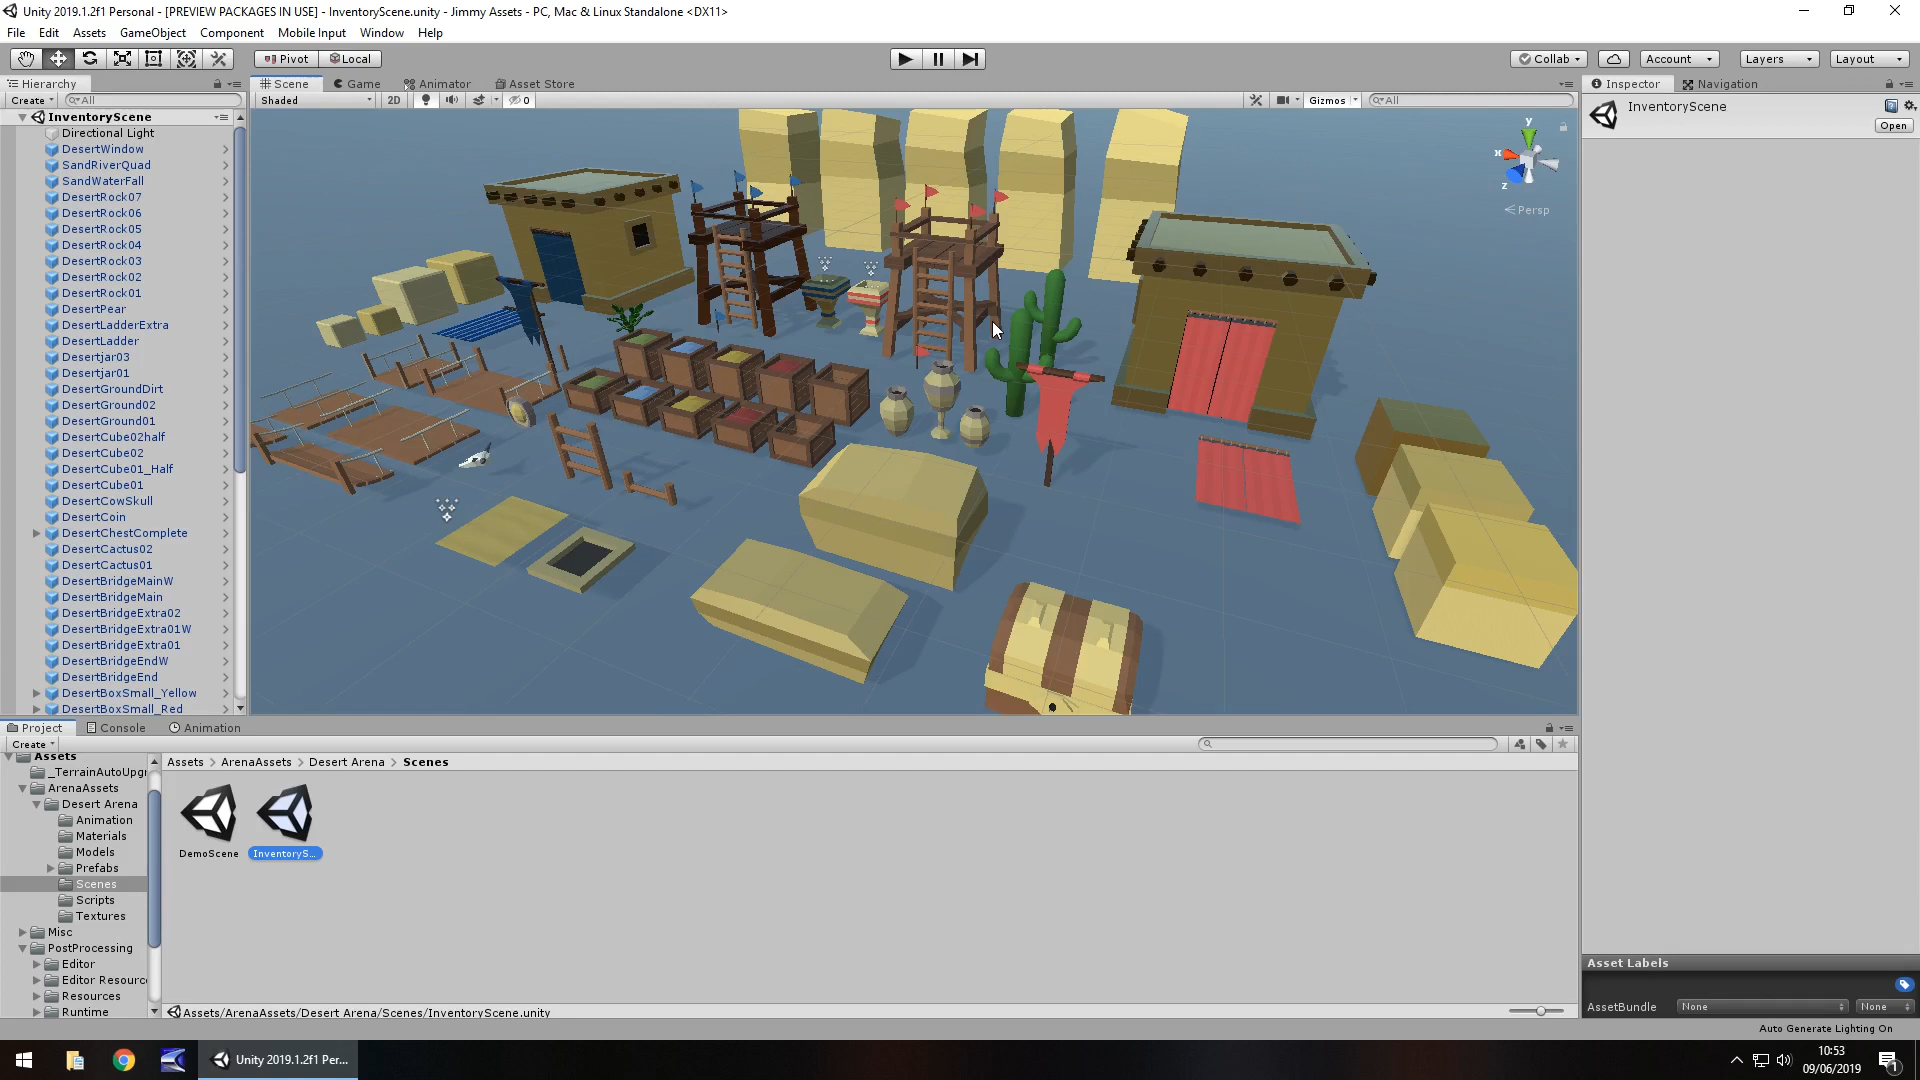 Unity 2019.1.2f1 Personal - [PREVIEW PACKAGES IN USE] - InventoryScene.unity - Jimmy Assets - PC, Mac & Linux Standalone <DX11>
File Edit Assets GameObject Component Mobile Input Window Help
Pivot Local Collab Account Layers Layout
Hierarchy Scene Game Animator Asset Store Inspector Navigation
Create All Shaded 2D 0 Gizmos All
InventoryScene
Open
InventoryScene
Directional Light
DesertWindow
SandRiverQuad
SandWaterFall
DesertRock07
DesertRock06
DesertRock05
DesertRock04
DesertRock03
DesertRock02
DesertRock01
DesertPear
DesertLadderExtra
DesertLadder
Desertjar03
Desertjar01
DesertGroundDirt
DesertGround02
DesertGround01
DesertCube02half
DesertCube02
DesertCube01_Half
DesertCube01
DesertCowSkull
DesertCoin
DesertChestComplete
DesertCactus02
DesertCactus01
DesertBridgeMainW
DesertBridgeMain
DesertBridgeExtra02
DesertBridgeExtra01W
DesertBridgeExtra01
DesertBridgeEndW
DesertBridgeEnd
DesertBoxSmall_Yellow
DesertBoxSmall_Red
y
x
z
Persp
Project Console Animation
Create
Assets
_TerrainAutoUpgr
ArenaAssets
Desert Arena
Animation
Materials
Models
Prefabs
Scenes
Scripts
Textures
Misc
PostProcessing
Editor
Editor Resourc
Resources
Runtime
Assets > ArenaAssets > Desert Arena > Scenes
DemoScene InventoryS...
Assets/ArenaAssets/Desert Arena/Scenes/InventoryScene.unity
Asset Labels
AssetBundle None None
Auto Generate Lighting On
Unity 2019.1.2f1 Per...
10:53
09/06/2019
1